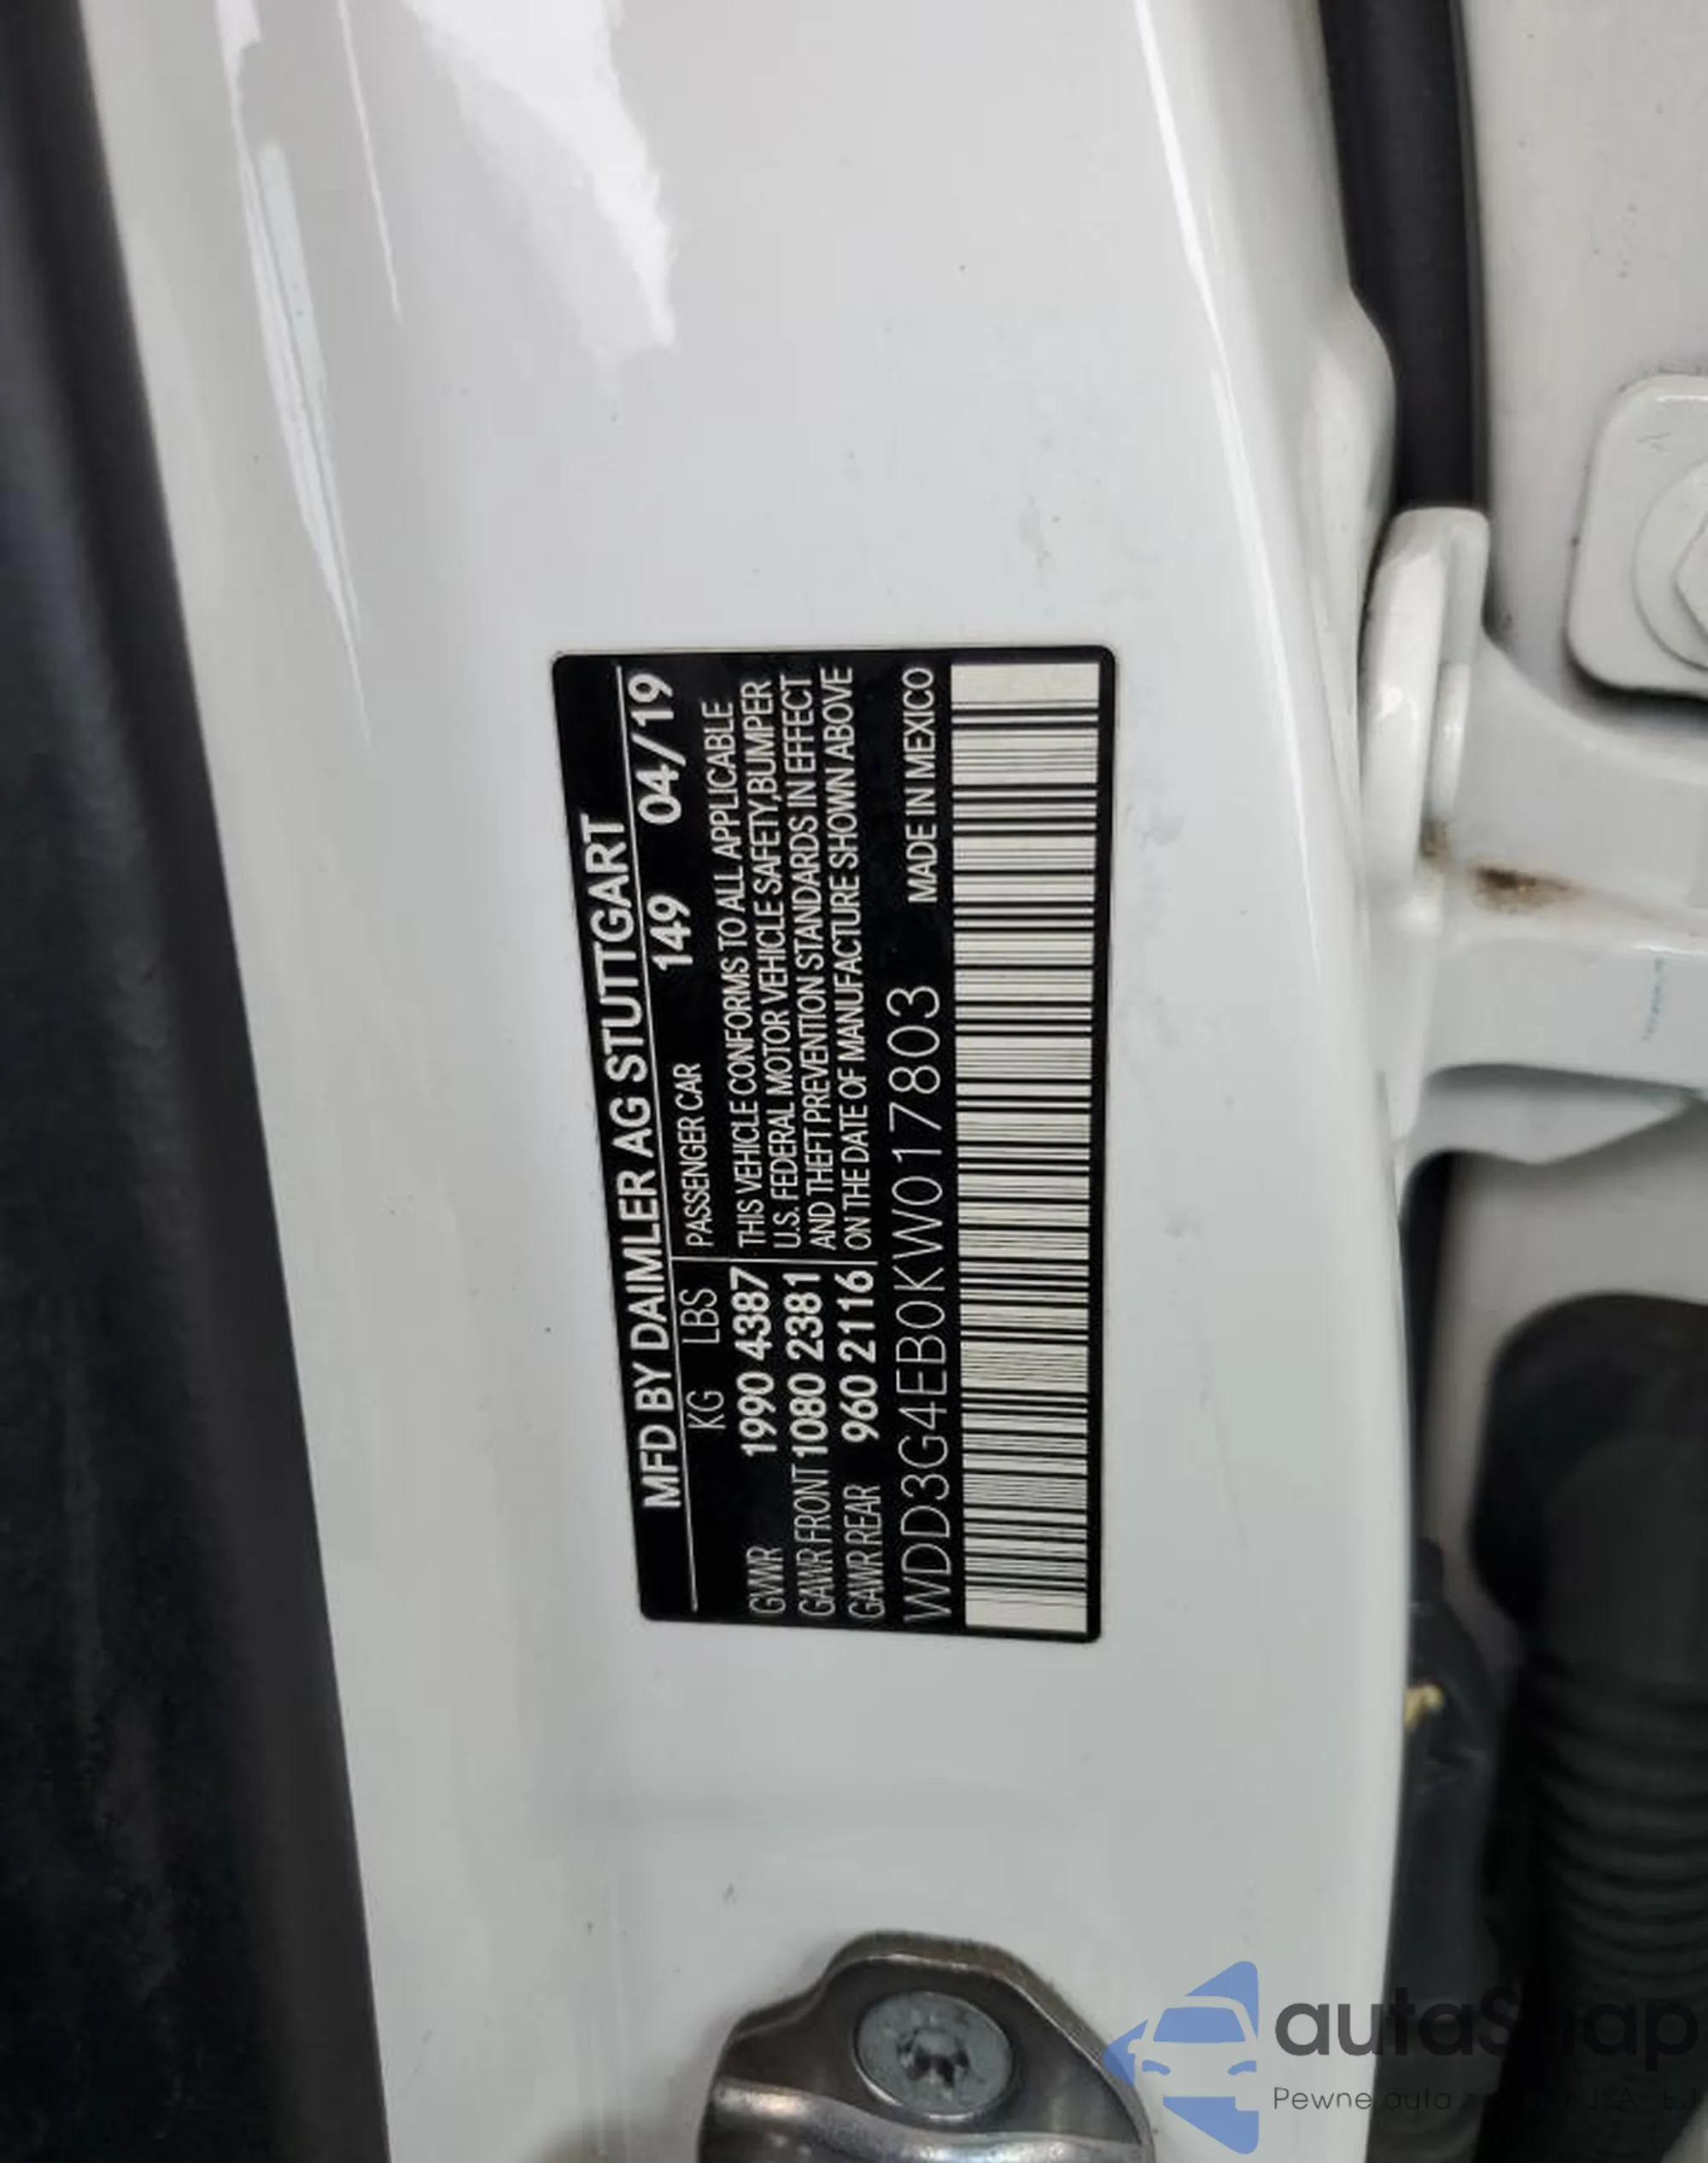 MFD BY DAIMLER AG STUTTGART
KG LBS PASSENGER CAR 149 04/19
GVWR 1990 4387 THIS VEHICLE CONFORMS TO ALL APPLICABLE
U.S. FEDERAL MOTOR VEHICLE SAFETY,BUMPER
GAWR FRONT 1080 2381 AND THEFT PREVENTION STANDARDS IN EFFECT
GAWR REAR 960 2116 ON THE DATE OF MANUFACTURE SHOWN ABOVE
WDD3G4EB0KW017803 MADE IN MEXICO
Pewne auto z